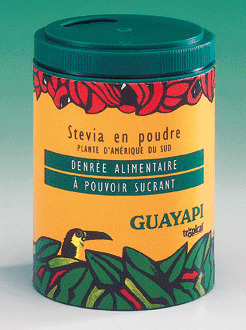 Stevia en poudre
PLANTE D'AMÉRIQUE DU SUD
DENRÉE ALIMENTAIRE
À POUVOIR SUCRANT
GUAYAPI
tropical